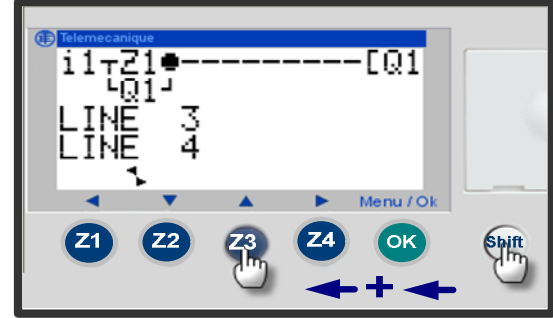 Telemecanique
i1┬Z1●---------[Q1
└Q1┘
LINE 3
LINE 4
Menu / Ok
Z1 Z2 Z3 Z4 OK Shift
+